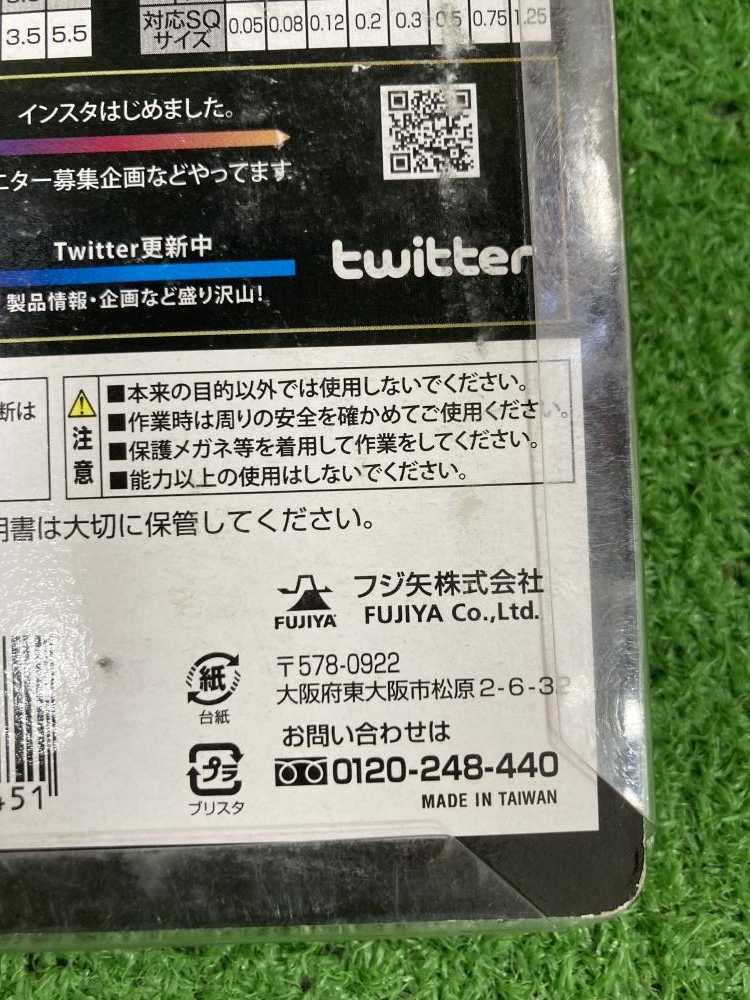 3.5 5.5
対応SQ
サイズ
0.05 0.08 0.12 0.2 0.3 0.5 0.75 1.25
インスタはじめました。
ニター募集企画などやってます
Twitter更新中
twitter
製品情報・企画など盛り沢山!
断は
注意
■本来の目的以外では使用しないでください。
■作業時は周りの安全を確かめてご使用ください。
■保護メガネ等を着用して作業をしてください。
■能力以上の使用はしないでください。
明書は大切に保管してください。
FUJIYA
フジ矢株式会社
FUJIYA Co.,Ltd.
〒578-0922
大阪府東大阪市松原2-6-32
紙
台紙
プラ
ブリスタ
お問い合わせは
0120-248-440
MADE IN TAIWAN
451